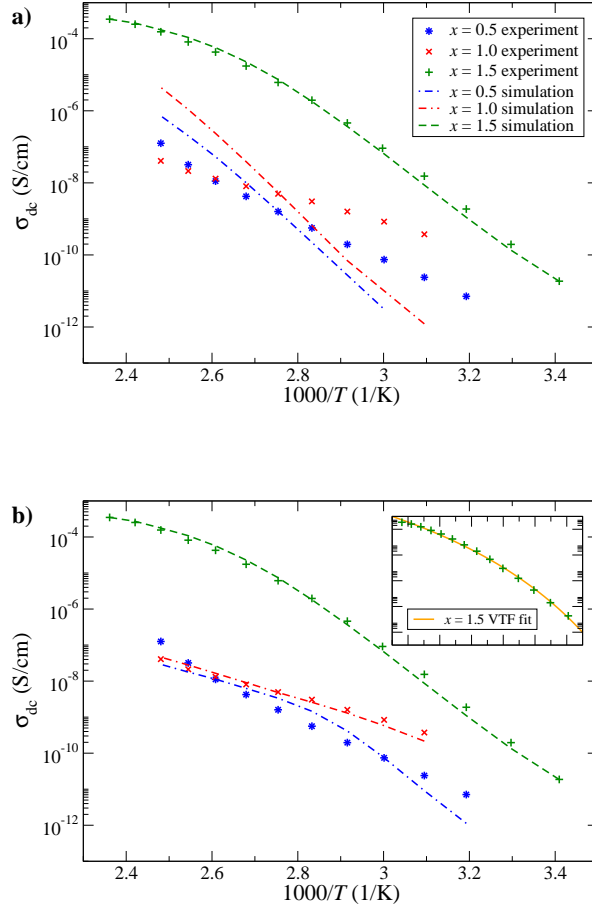 a)
x = 0.5 experiment
x = 1.0 experiment
x = 1.5 experiment
x = 0.5 simulation
x = 1.0 simulation
x = 1.5 simulation
10⁻⁴
10⁻⁶
10⁻⁸
10⁻¹⁰
10⁻¹²
σdc (S/cm)
2.4 2.6 2.8 3 3.2 3.4
1000/T (1/K)
b)
x = 1.5 VTF fit
10⁻⁴
10⁻⁶
10⁻⁸
10⁻¹⁰
10⁻¹²
σdc (S/cm)
2.4 2.6 2.8 3 3.2 3.4
1000/T (1/K)